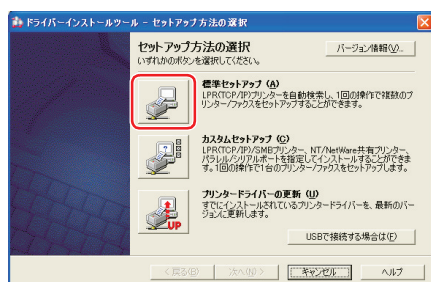 ドライバーインストールツール - セットアップ方法の選択
セットアップ方法の選択
いずれかのボタンを選択してください。
バージョン情報(V)...
標準セットアップ (A)
LPR(TCP/IP)プリンターを自動検索し、1回の操作で複数のプ
リンター/ファクスをセットアップすることができます。
カスタムセットアップ (C)
LPR(TCP/IP)/SMBプリンター、NT/NetWare共有プリンター、
パラレル/シリアルポートを指定してインストールすることができま
す。1回の操作で1台のプリンター/ファクスをセットアップします。
プリンタードライバーの更新 (U)
すでにインストールされているプリンタードライバーを、最新のバー
ジョンに更新します。
UP
USBで接続する場合は(F)
< 戻る(B)
次へ(N) >
キャンセル
ヘルプ